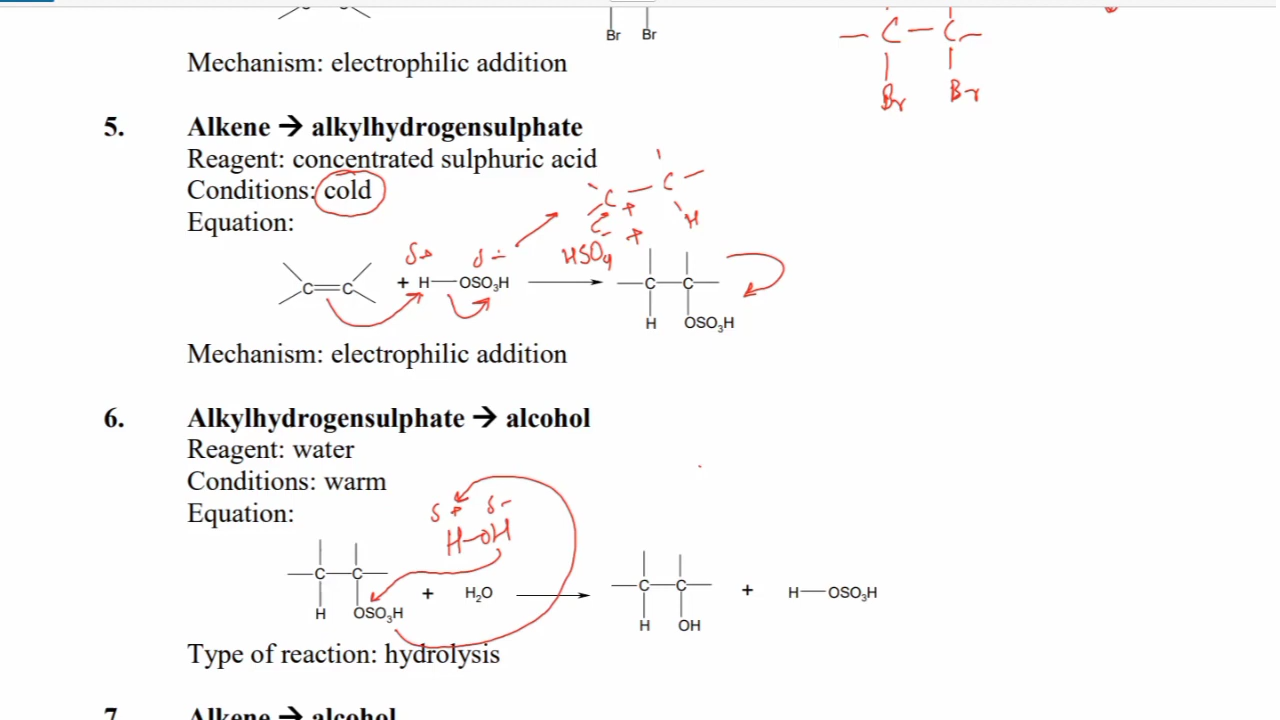 Br Br
C – C
Br Br
Mechanism: electrophilic addition
5. Alkene → alkylhydrogensulphate
Reagent: concentrated sulphuric acid
Conditions: cold
Equation:
C – C
+
H
C
+
δ+ δ– HSO4
C=C + H—OSO3H → C C
H OSO3H
Mechanism: electrophilic addition
6. Alkylhydrogensulphate → alcohol
Reagent: water
Conditions: warm
Equation:
δ+ δ–
H–OH
C C + H2O → C C + H—OSO3H
H OSO3H H OH
Type of reaction: hydrolysis
7. Alkene → alcohol